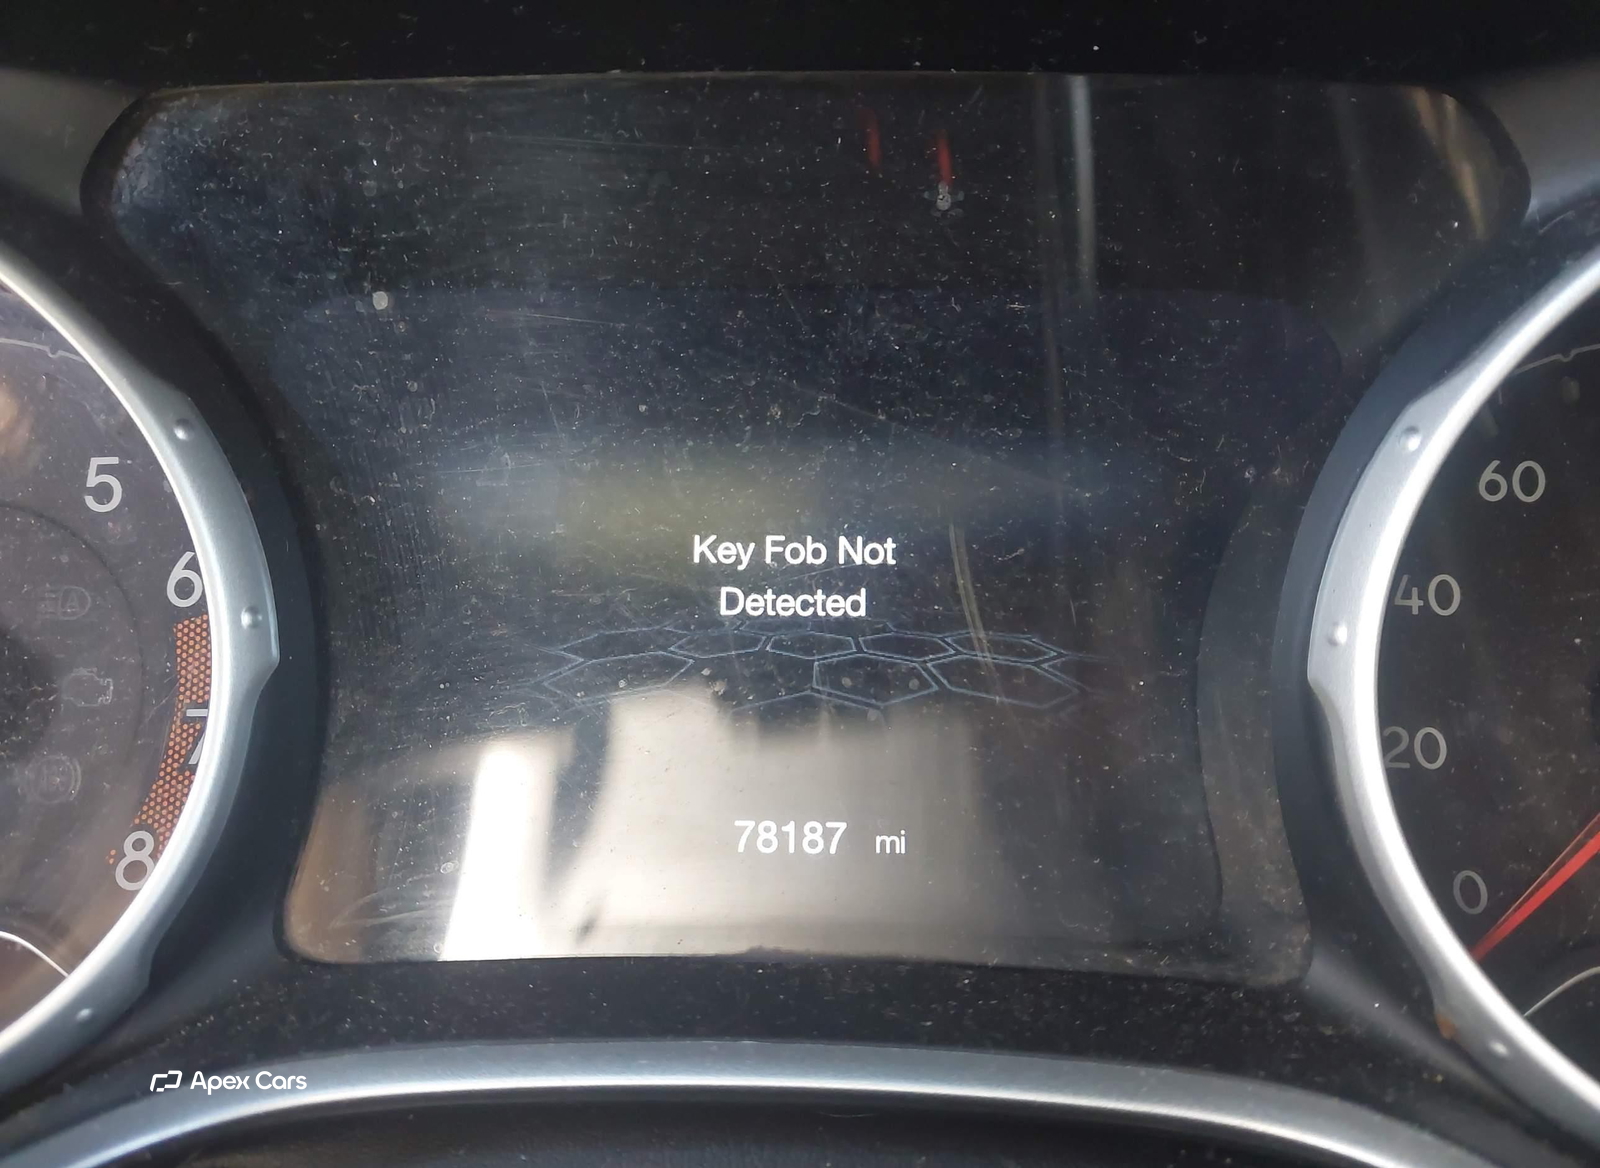 5
6
7
8
Key Fob Not
Detected
78187 mi
60
40
20
0
Apex Cars